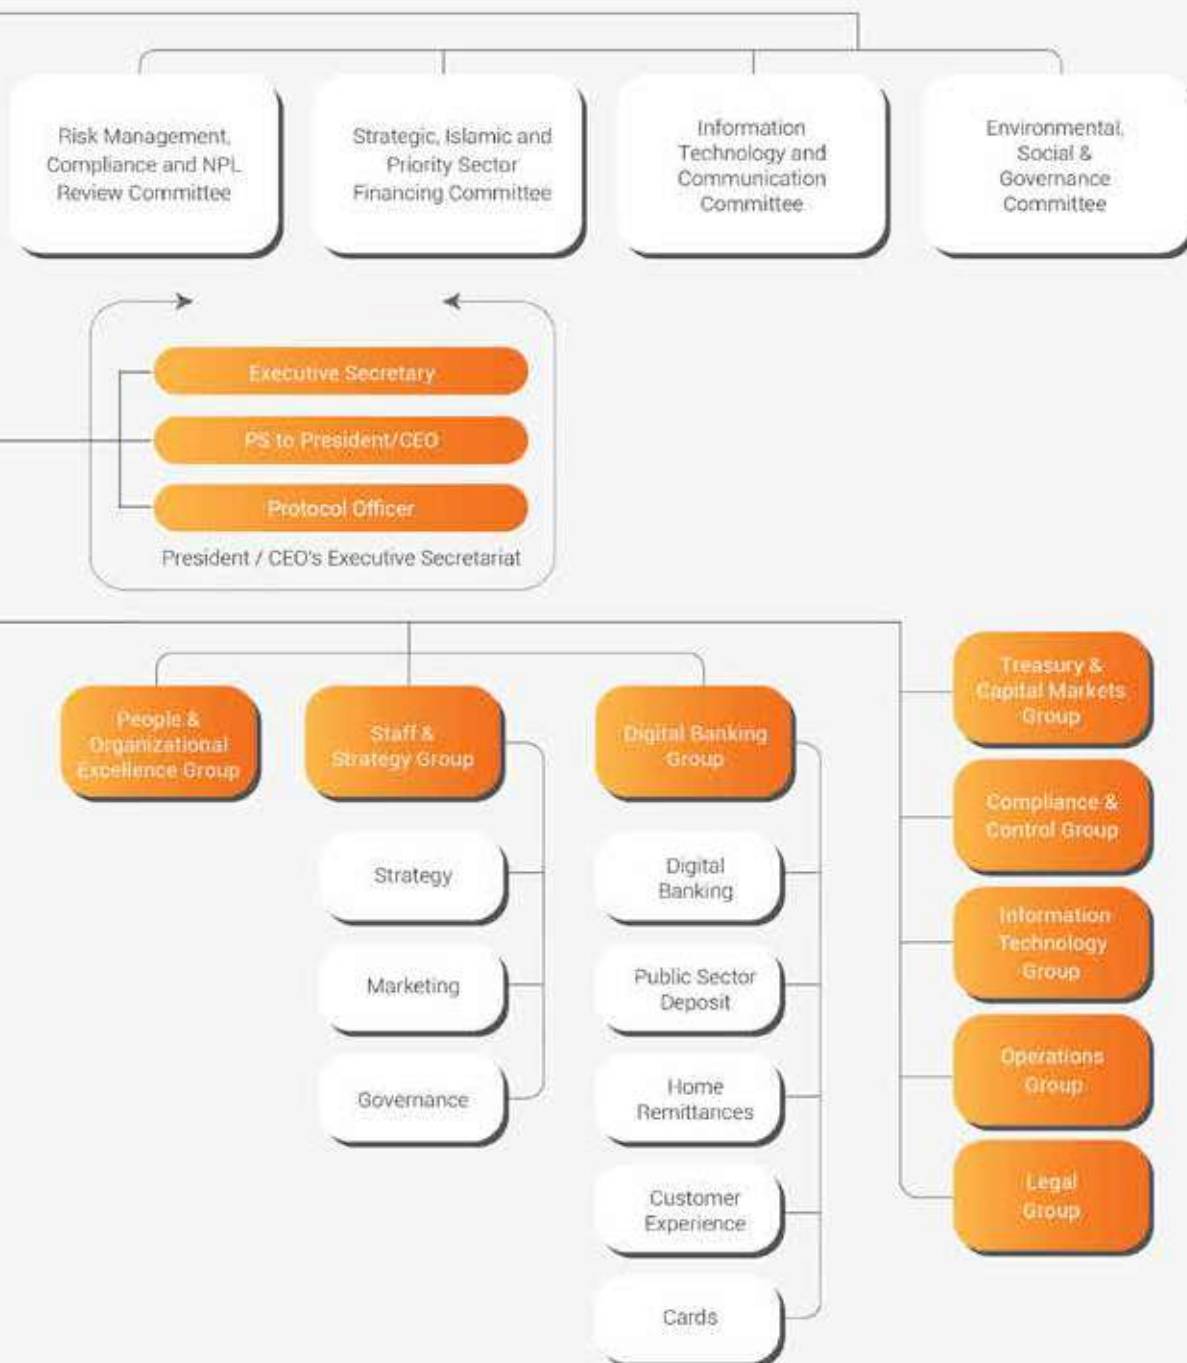 Risk Management,
Compliance and NPL
Review Committee
Strategic, Islamic and
Priority Sector
Financing Committee
Information
Technology and
Communication
Committee
Environmental,
Social &
Governance
Committee
Executive Secretary
PS to President/CEO
Protocol Officer
President / CEO's Executive Secretariat
People &
Organizational
Excellence Group
Staff &
Strategy Group
Strategy
Marketing
Governance
Digital Banking
Group
Digital
Banking
Public Sector
Deposit
Home
Remittances
Customer
Experience
Cards
Treasury &
Capital Markets
Group
Compliance &
Control Group
Information
Technology
Group
Operations
Group
Legal
Group